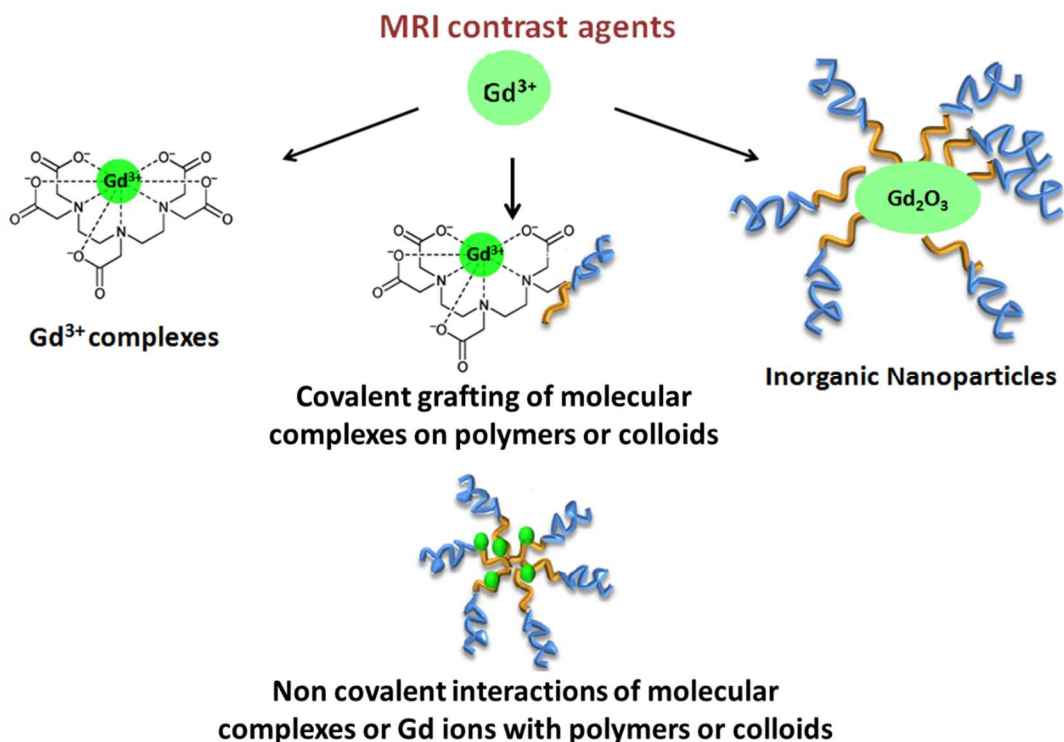 MRI contrast agents
Gd³⁺
O
O⁻
O⁻
O
⁻O
Gd³⁺
O⁻
O
N
N
O
N
⁻O
O
Gd³⁺ complexes
O
O⁻
⁻O
O
Gd³⁺
⁻O
O
N
N
N
⁻O
O
Covalent grafting of molecular
complexes on polymers or colloids
Gd₂O₃
Inorganic Nanoparticles
Non covalent interactions of molecular
complexes or Gd ions with polymers or colloids